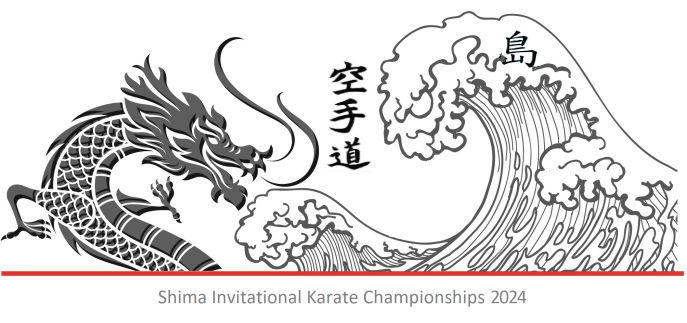 島
空手道
Shima Invitational Karate Championships 2024